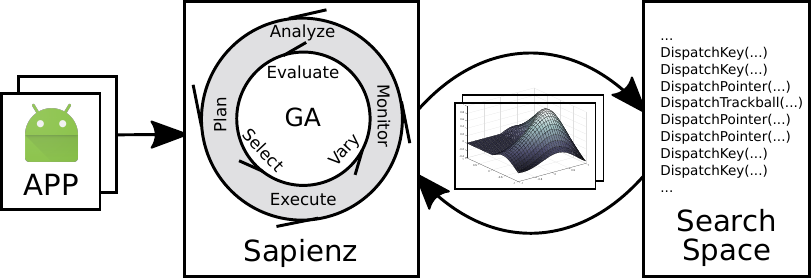 APP
Analyze
Plan
Monitor
Execute
Evaluate
GA
Select
Vary
Sapienz
...
DispatchKey(...)
DispatchKey(...)
DispatchPointer(...)
DispatchTrackball(...)
DispatchPointer(...)
DispatchPointer(...)
DispatchKey(...)
DispatchKey(...)
...
Search
Space